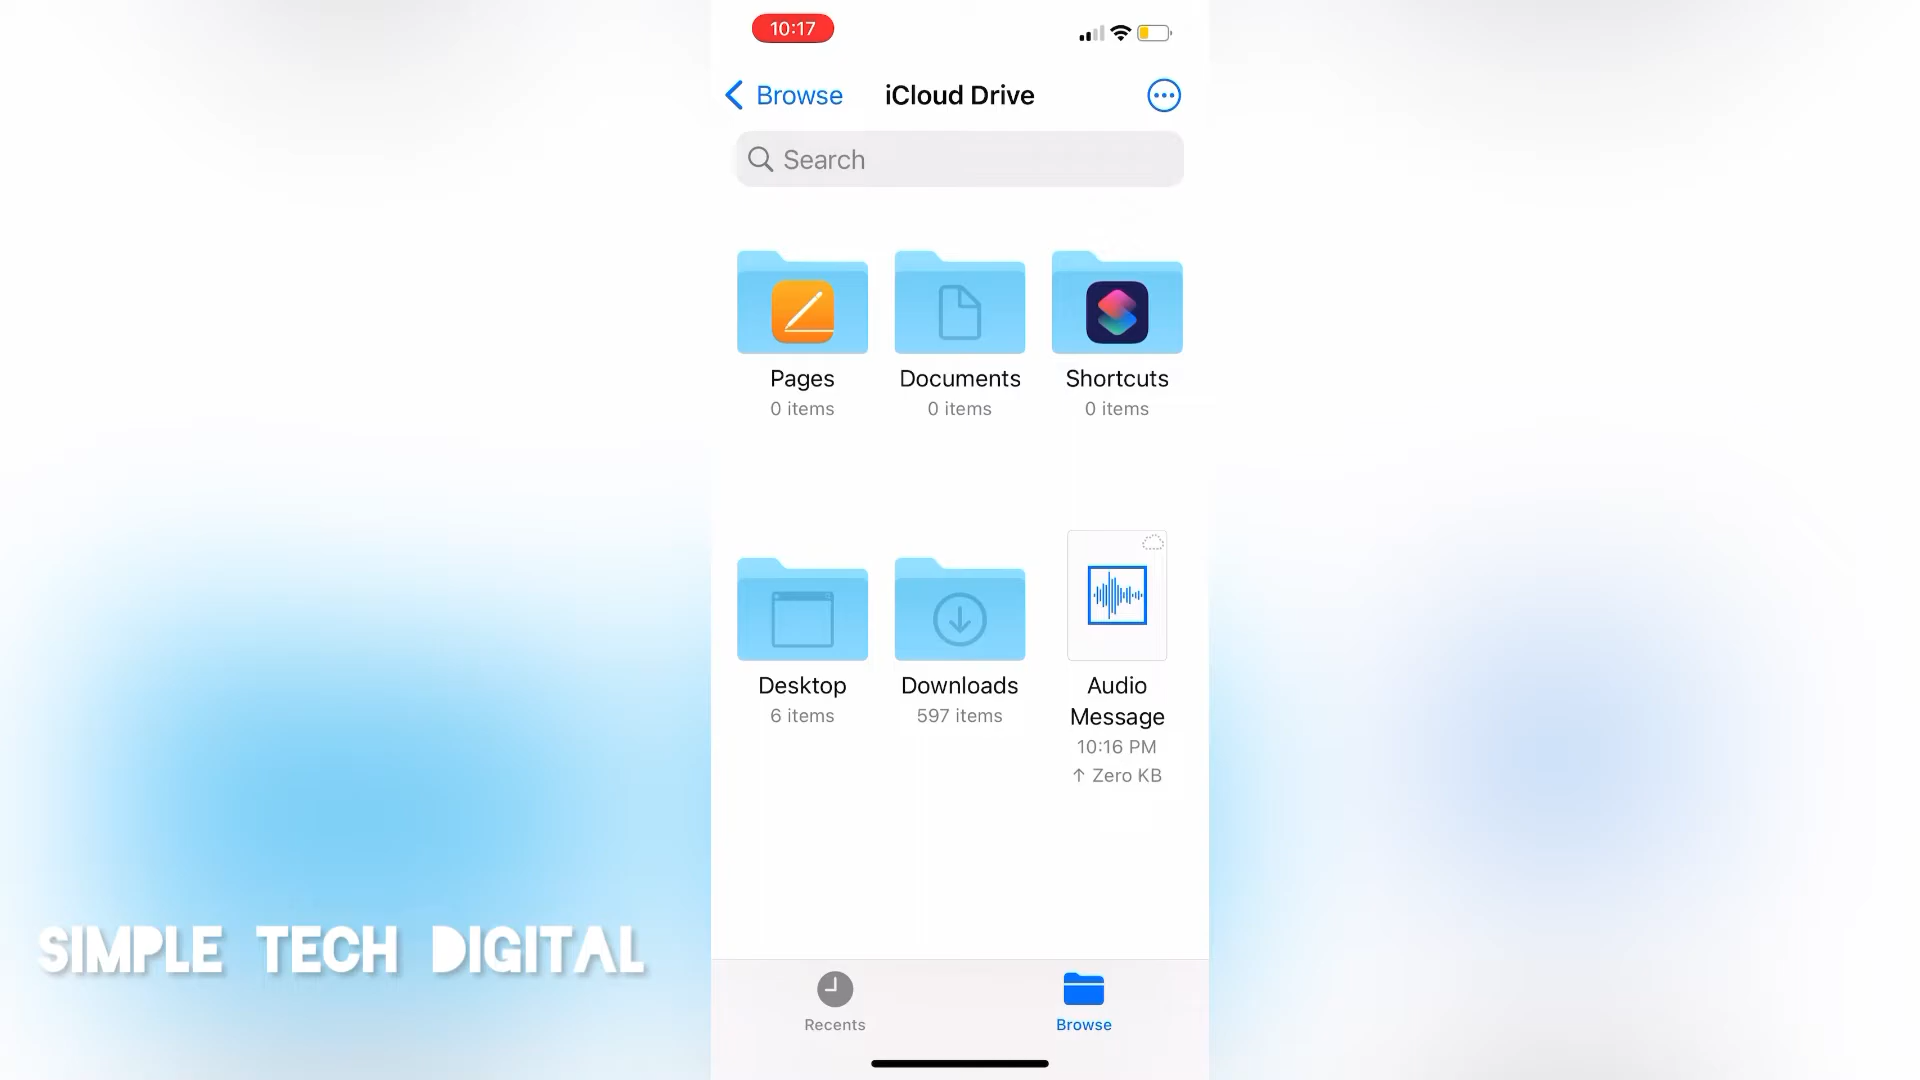 10:17
Browse
iCloud Drive
Search
Pages
0 items
Documents
0 items
Shortcuts
0 items
Desktop
6 items
Downloads
597 items
Audio
Message
10:16 PM
↑ Zero KB
SIMPLE TECH DIGITAL
Recents
Browse